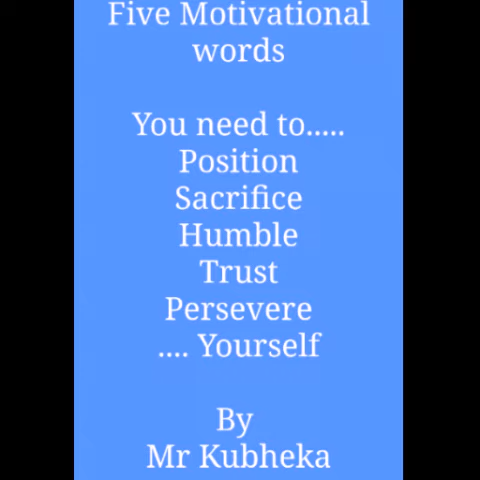 Five Motivational
words
You need to.....
Position
Sacrifice
Humble
Trust
Persevere
.... Yourself
By
Mr Kubheka